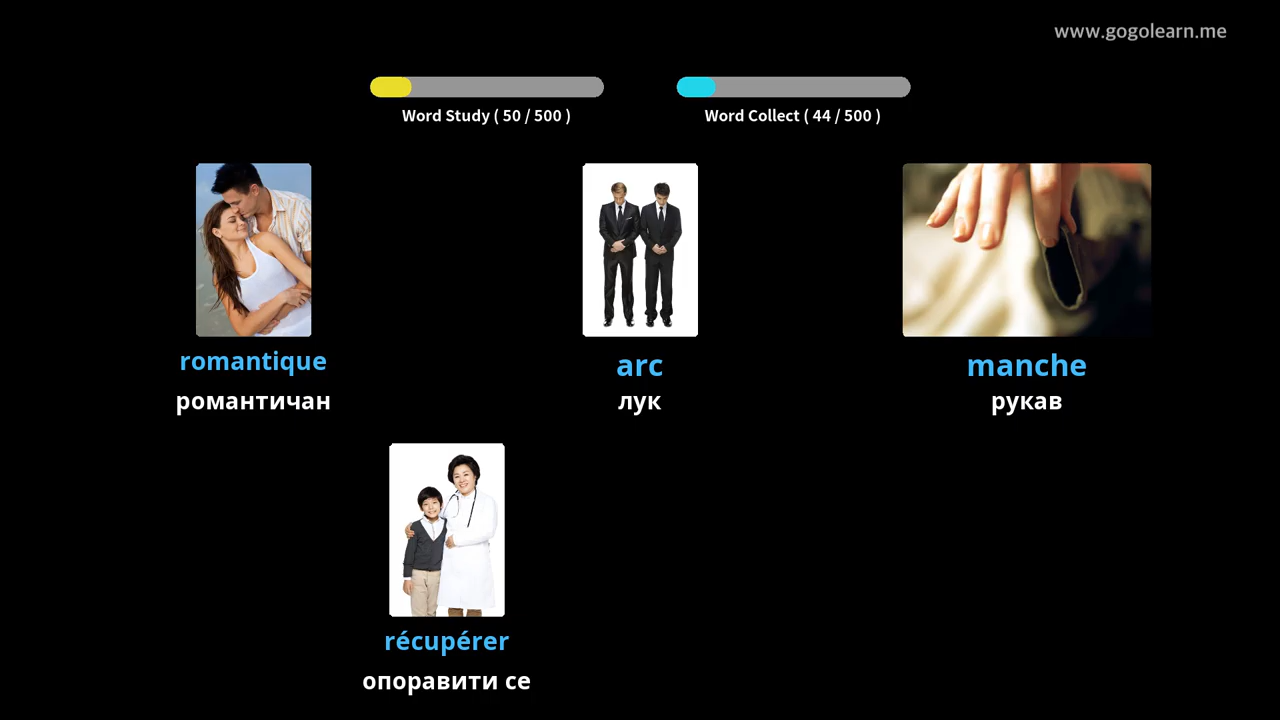 www.gogolearn.me
Word Study ( 50 / 500 )
Word Collect ( 44 / 500 )
romantique
романтичан
arc
лук
manche
рукав
récupérer
опоравити се